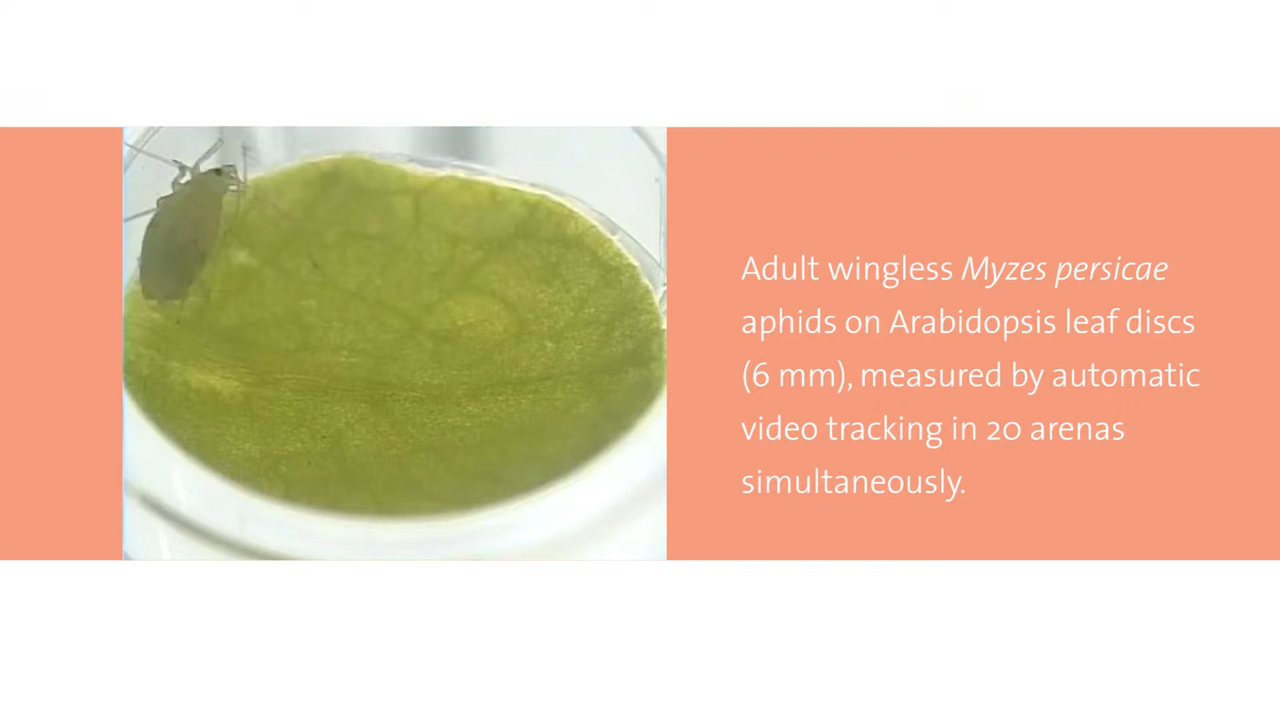 Adult wingless Myzes persicae
aphids on Arabidopsis leaf discs
(6 mm), measured by automatic
video tracking in 20 arenas
simultaneously.